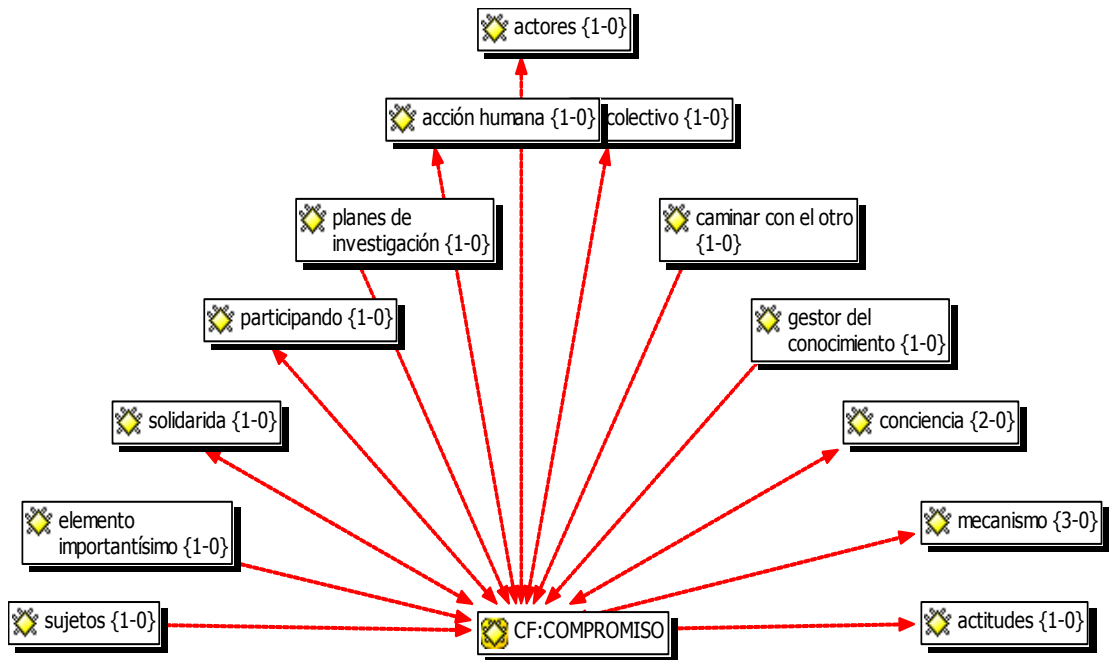 actores {1-0}
acción humana {1-0}
colectivo {1-0}
planes de
investigación {1-0}
caminar con el otro
{1-0}
participando {1-0}
gestor del
conocimiento {1-0}
solidarida {1-0}
conciencia {2-0}
elemento
importantísimo {1-0}
mecanismo {3-0}
sujetos {1-0}
CF:COMPROMISO
actitudes {1-0}